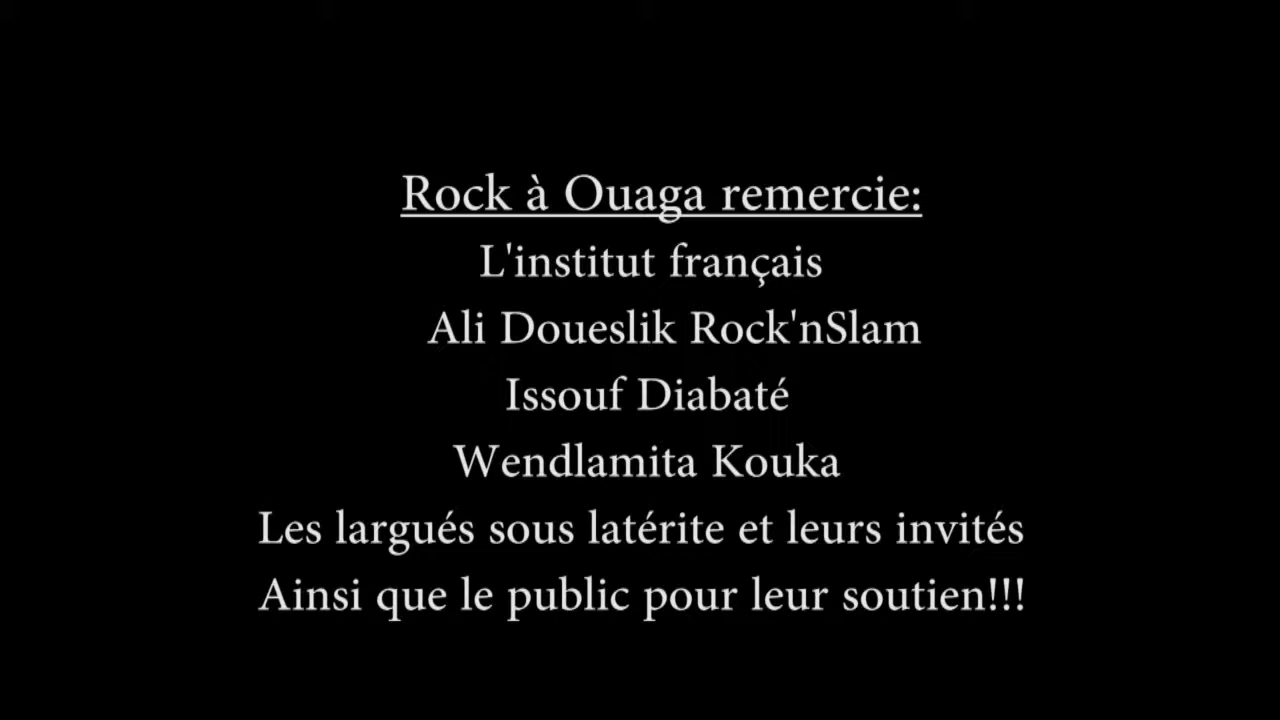 Rock à Ouaga remercie:
L'institut français
Ali Doueslik Rock'nSlam
Issouf Diabaté
Wendlamita Kouka
Les largués sous latérite et leurs invités
Ainsi que le public pour leur soutien!!!